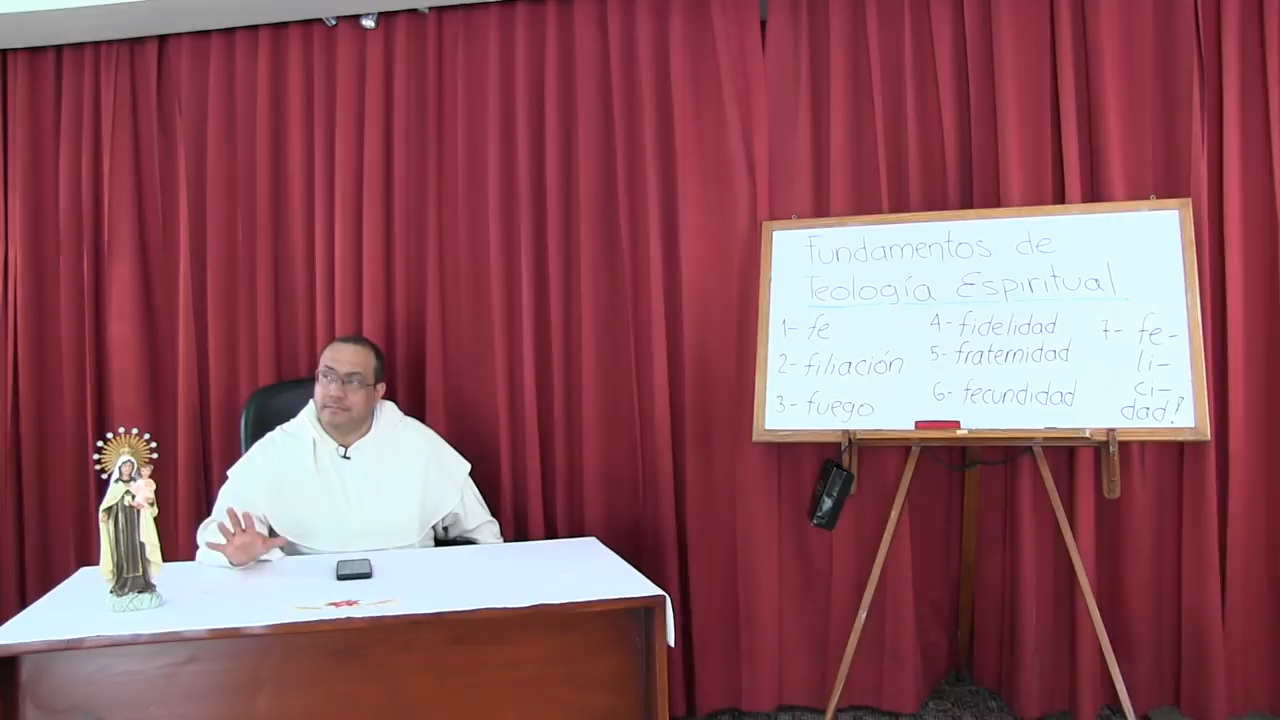 Fundamentos de
Teología Espiritual
1- fe
2- filiación
3- fuego
4- fidelidad
5- fraternidad
6- fecundidad
7- fe-
li-
ci-
dad!